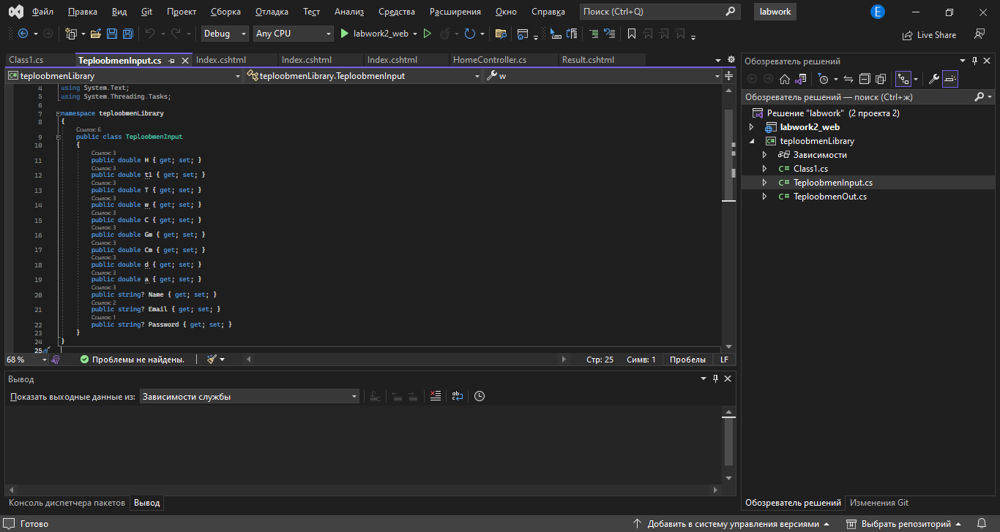 Файл Правка Вид Git Проект Сборка Отладка Тест Анализ Средства Расширения Окно Справка Поиск (Ctrl+Q) labwork E
Debug Any CPU labwork2_web Live Share
Class1.cs TeploobmenInput.cs Index.cshtml Index.cshtml Index.cshtml HomeController.cs Result.cshtml
teploobmenLibrary teploobmenLibrary.TeploobmenInput w
4 using System.Text;
5 using System.Threading.Tasks;
6
7 namespace teploobmenLibrary
8 {
Ссылок: 6
9 public class TeploobmenInput
10 {
Ссылок: 3
11 public double H { get; set; }
Ссылок: 3
12 public double t1 { get; set; }
Ссылок: 3
13 public double T { get; set; }
Ссылок: 3
14 public double w { get; set; }
Ссылок: 3
15 public double C { get; set; }
Ссылок: 3
16 public double Gm { get; set; }
Ссылок: 3
17 public double Cm { get; set; }
Ссылок: 3
18 public double d { get; set; }
Ссылок: 3
19 public double a { get; set; }
Ссылок: 3
20 public string? Name { get; set; }
Ссылок: 2
21 public string? Email { get; set; }
Ссылок: 1
22 public string? Password { get; set; }
23 }
24 }
25
68 % Проблемы не найдены. Стр: 25 Симв: 1 Пробелы LF
Вывод
Показать выходные данные из: Зависимости службы
Консоль диспетчера пакетов Вывод
Обозреватель решений
Обозреватель решений — поиск (Ctrl+ж)
Решение "labwork" (2 проекта 2)
labwork2_web
teploobmenLibrary
Зависимости
C# Class1.cs
C# TeploobmenInput.cs
C# TeploobmenOut.cs
Обозреватель решений Изменения Git
Готово Добавить в систему управления версиями Выбрать репозиторий